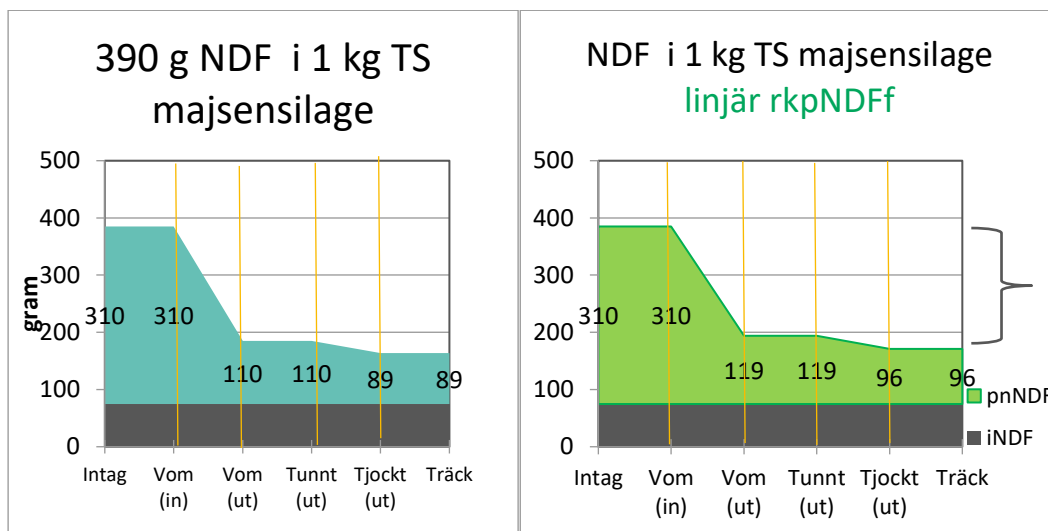 390 g NDF i 1 kg TS
majsensilage
500
400
300
200
100
0
gram
310 310 110 110 89 89
Intag Vom (in) Vom (ut) Tunnt (ut) Tjockt (ut) Träck
NDF i 1 kg TS majsensilage
linjär rkpNDFf
500
400
300
200
100
0
310 310 119 119 96 96
pnNDF
iNDF
Intag Vom (in) Vom (ut) Tunnt (ut) Tjockt (ut) Träck